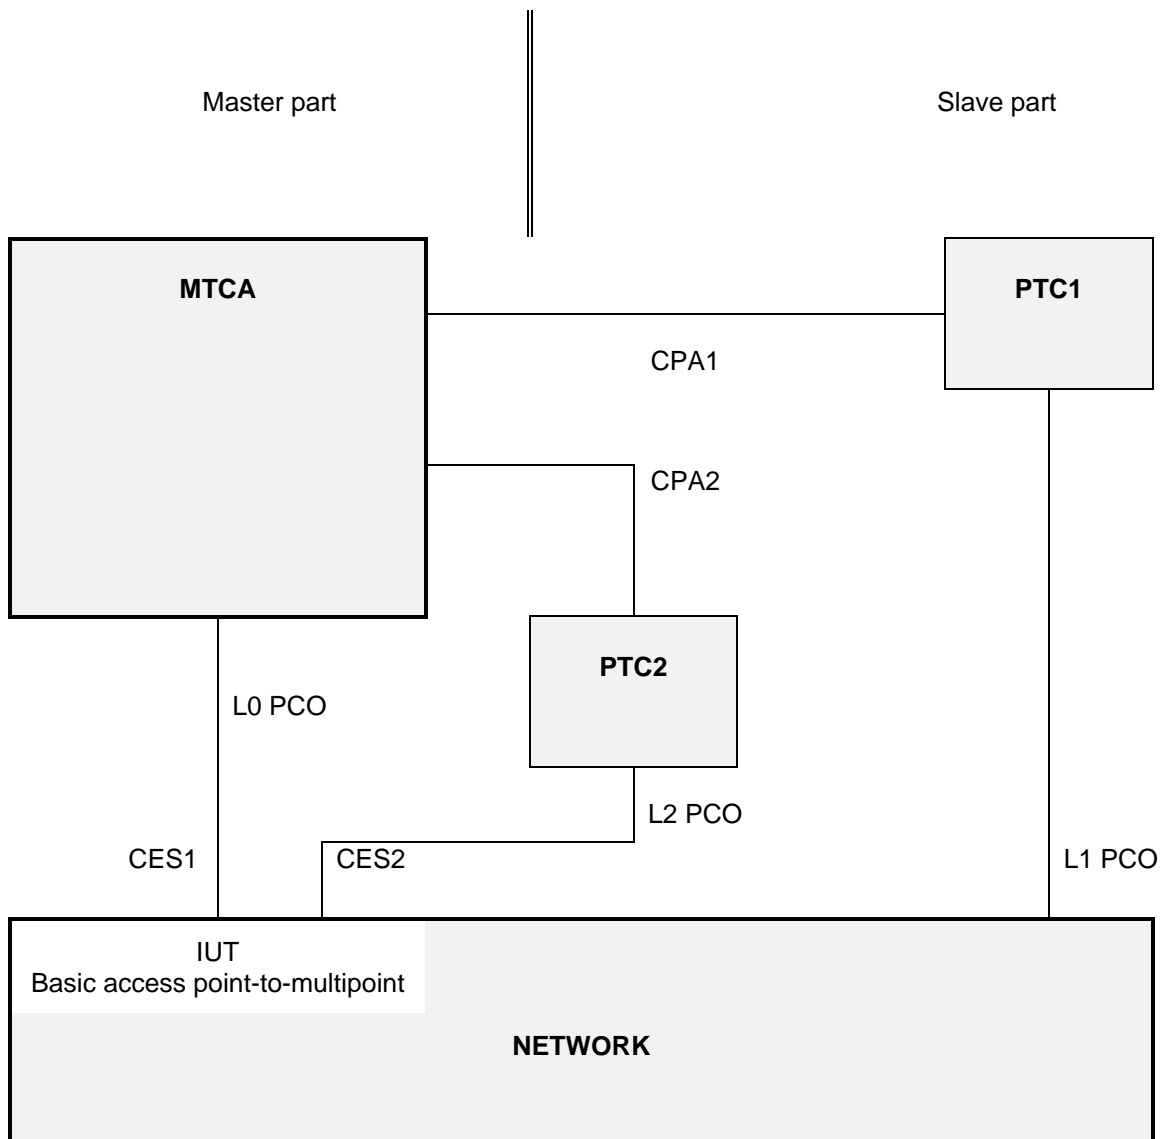 Master part
Slave part
MTCA
PTC1
CPA1
CPA2
PTC2
L0 PCO
L2 PCO
CES1
CES2
L1 PCO
IUT
Basic access point-to-multipoint
NETWORK